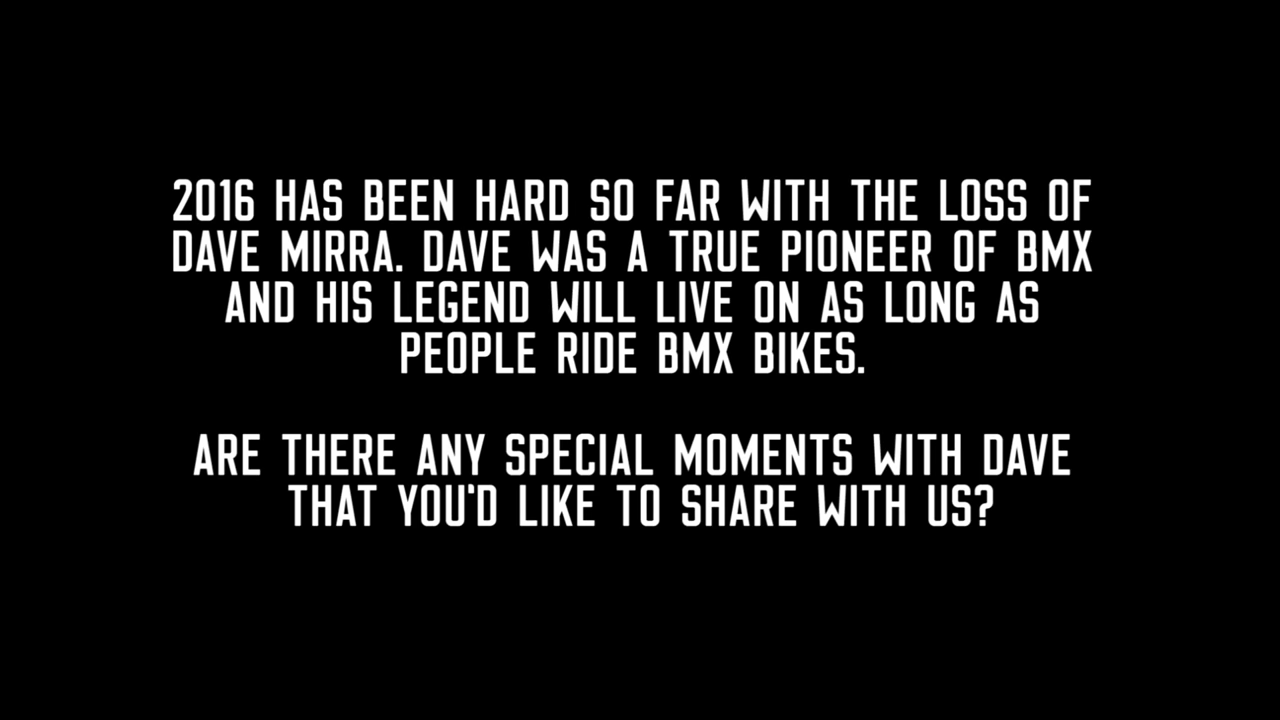 2016 HAS BEEN HARD SO FAR WITH THE LOSS OF
DAVE MIRRA. DAVE WAS A TRUE PIONEER OF BMX
AND HIS LEGEND WILL LIVE ON AS LONG AS
PEOPLE RIDE BMX BIKES.
ARE THERE ANY SPECIAL MOMENTS WITH DAVE
THAT YOU'D LIKE TO SHARE WITH US?